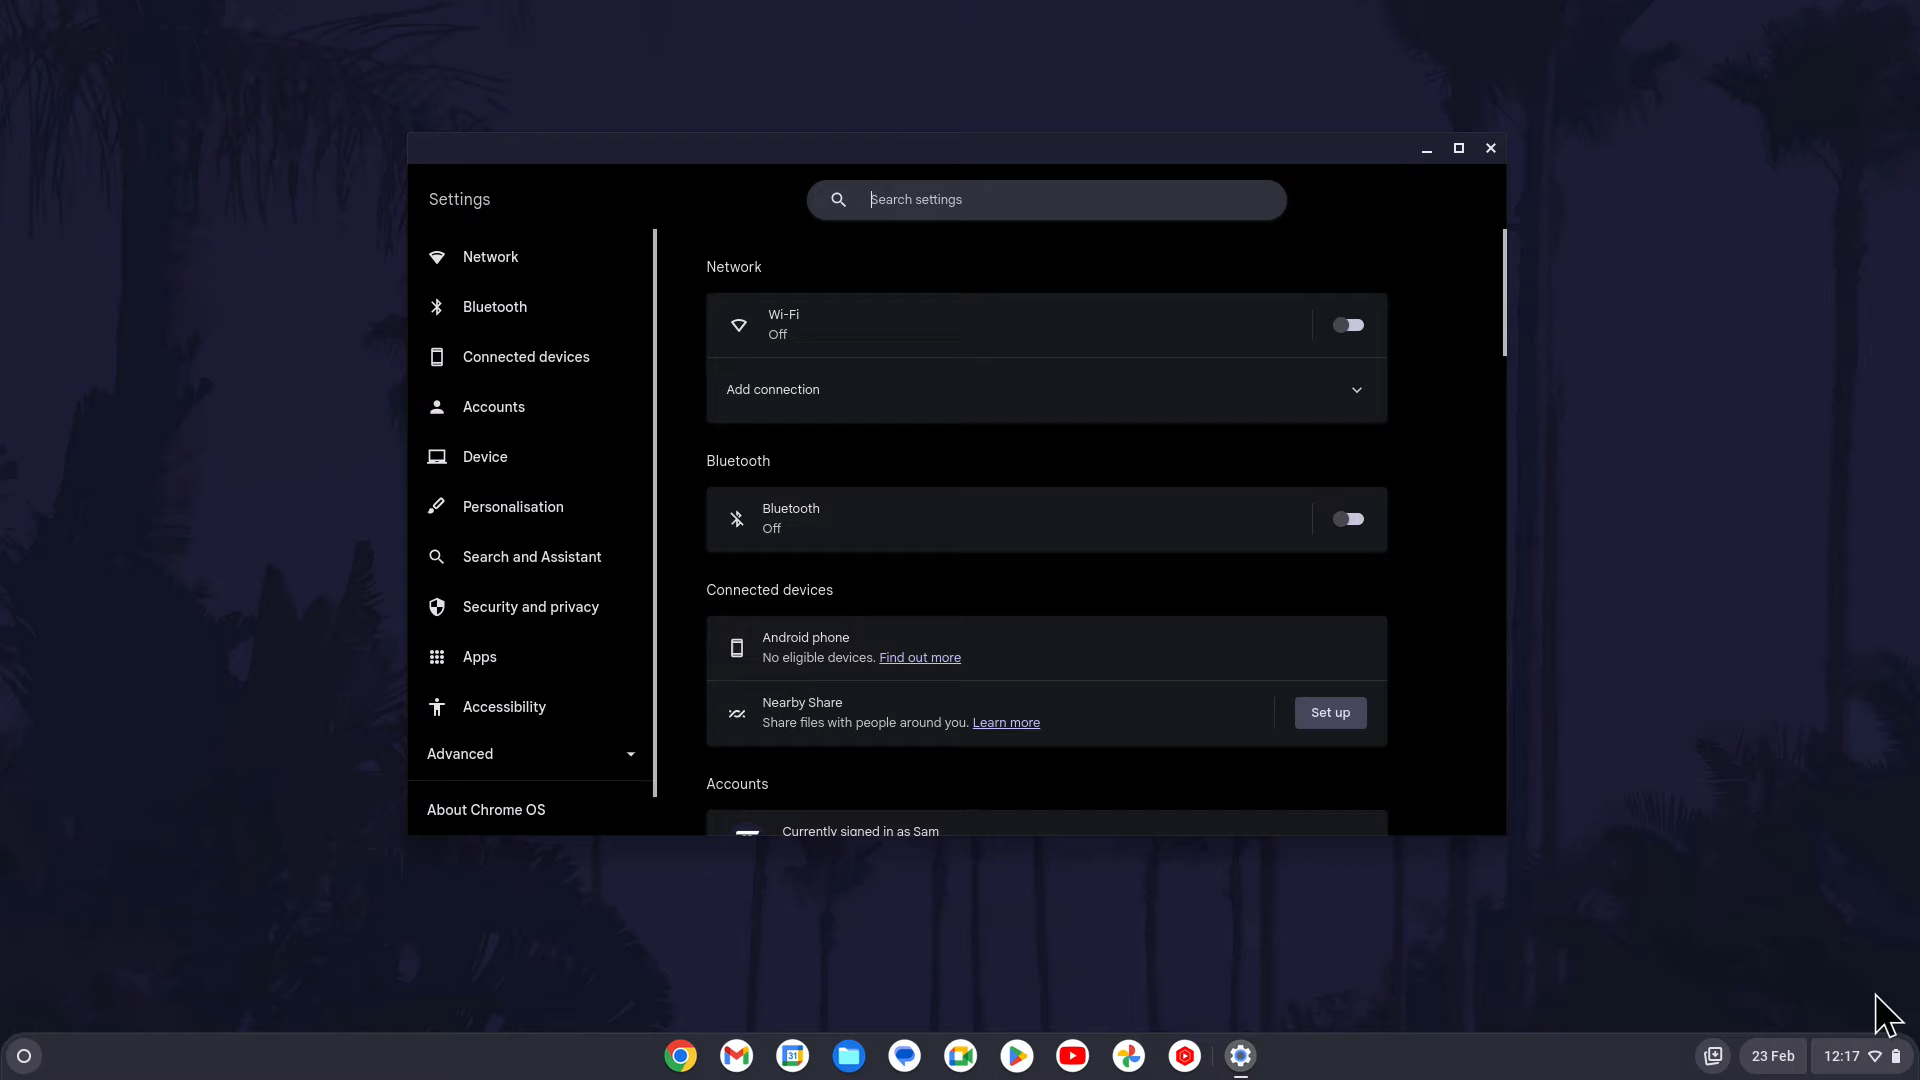 Settings
Search settings
Network
Bluetooth
Connected devices
Accounts
Device
Personalisation
Search and Assistant
Security and privacy
Apps
Accessibility
Advanced
About Chrome OS
Network
Wi-Fi
Off
Add connection
Bluetooth
Bluetooth
Off
Connected devices
Android phone
No eligible devices. Find out more
Nearby Share
Share files with people around you. Learn more
Set up
Accounts
Currently signed in as Sam
31
23 Feb
12:17